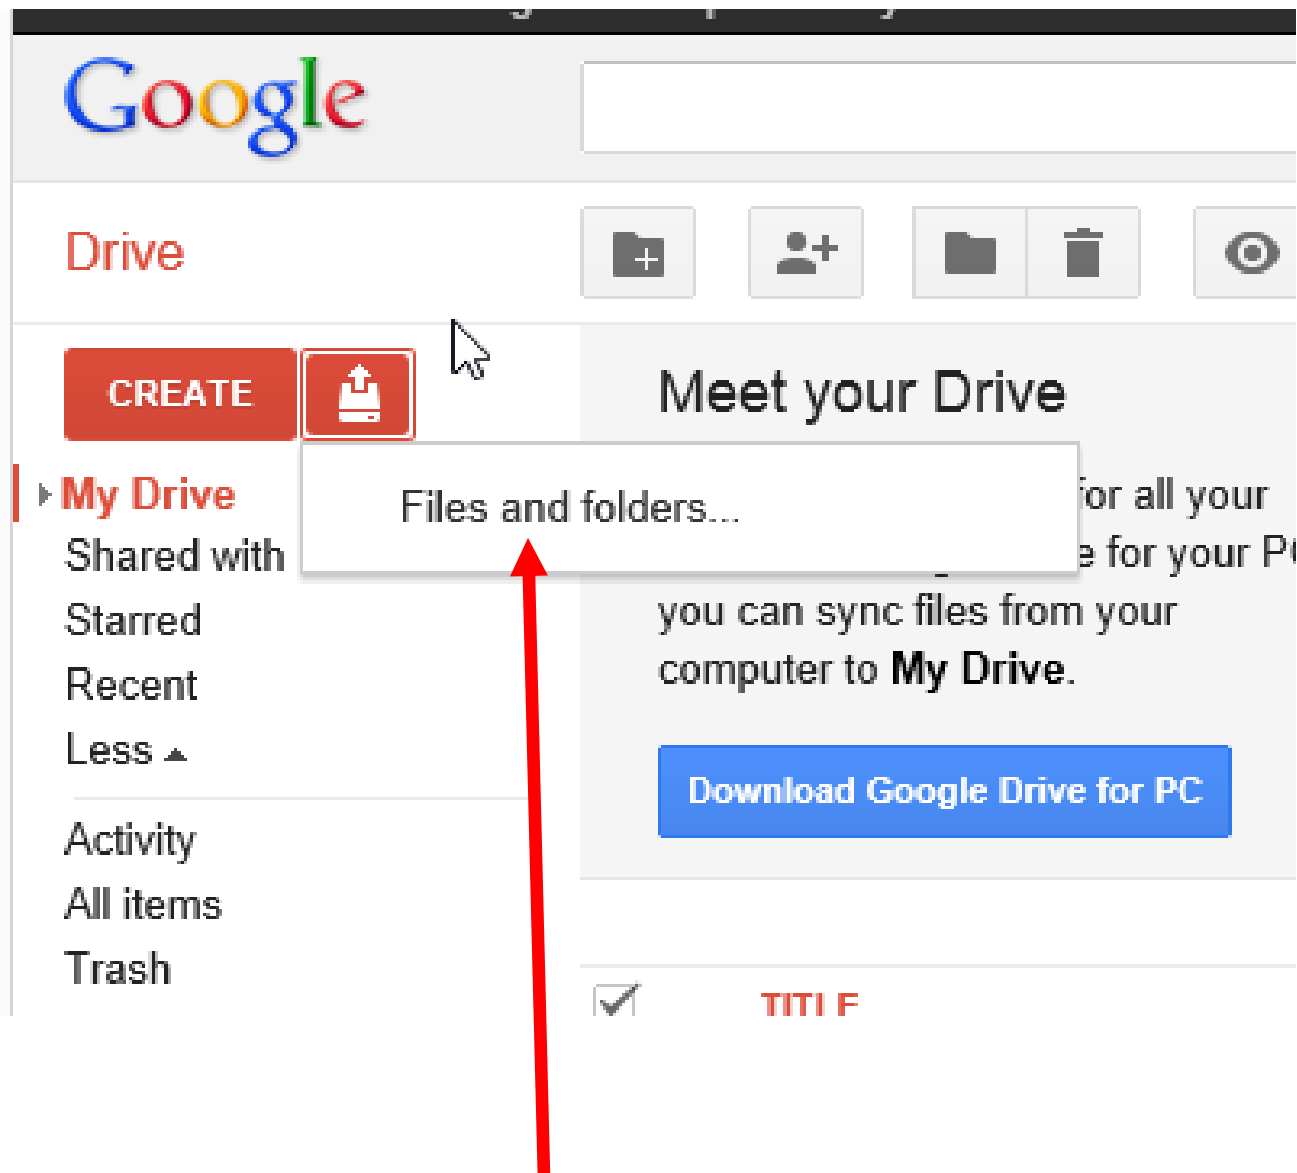 Google
Drive
CREATE
Meet your Drive
My Drive
Files and folders...
for all your
Shared with
for your PC
you can sync files from your
Starred
computer to My Drive.
Recent
Less
Download Google Drive for PC
Activity
All items
Trash
TITLE